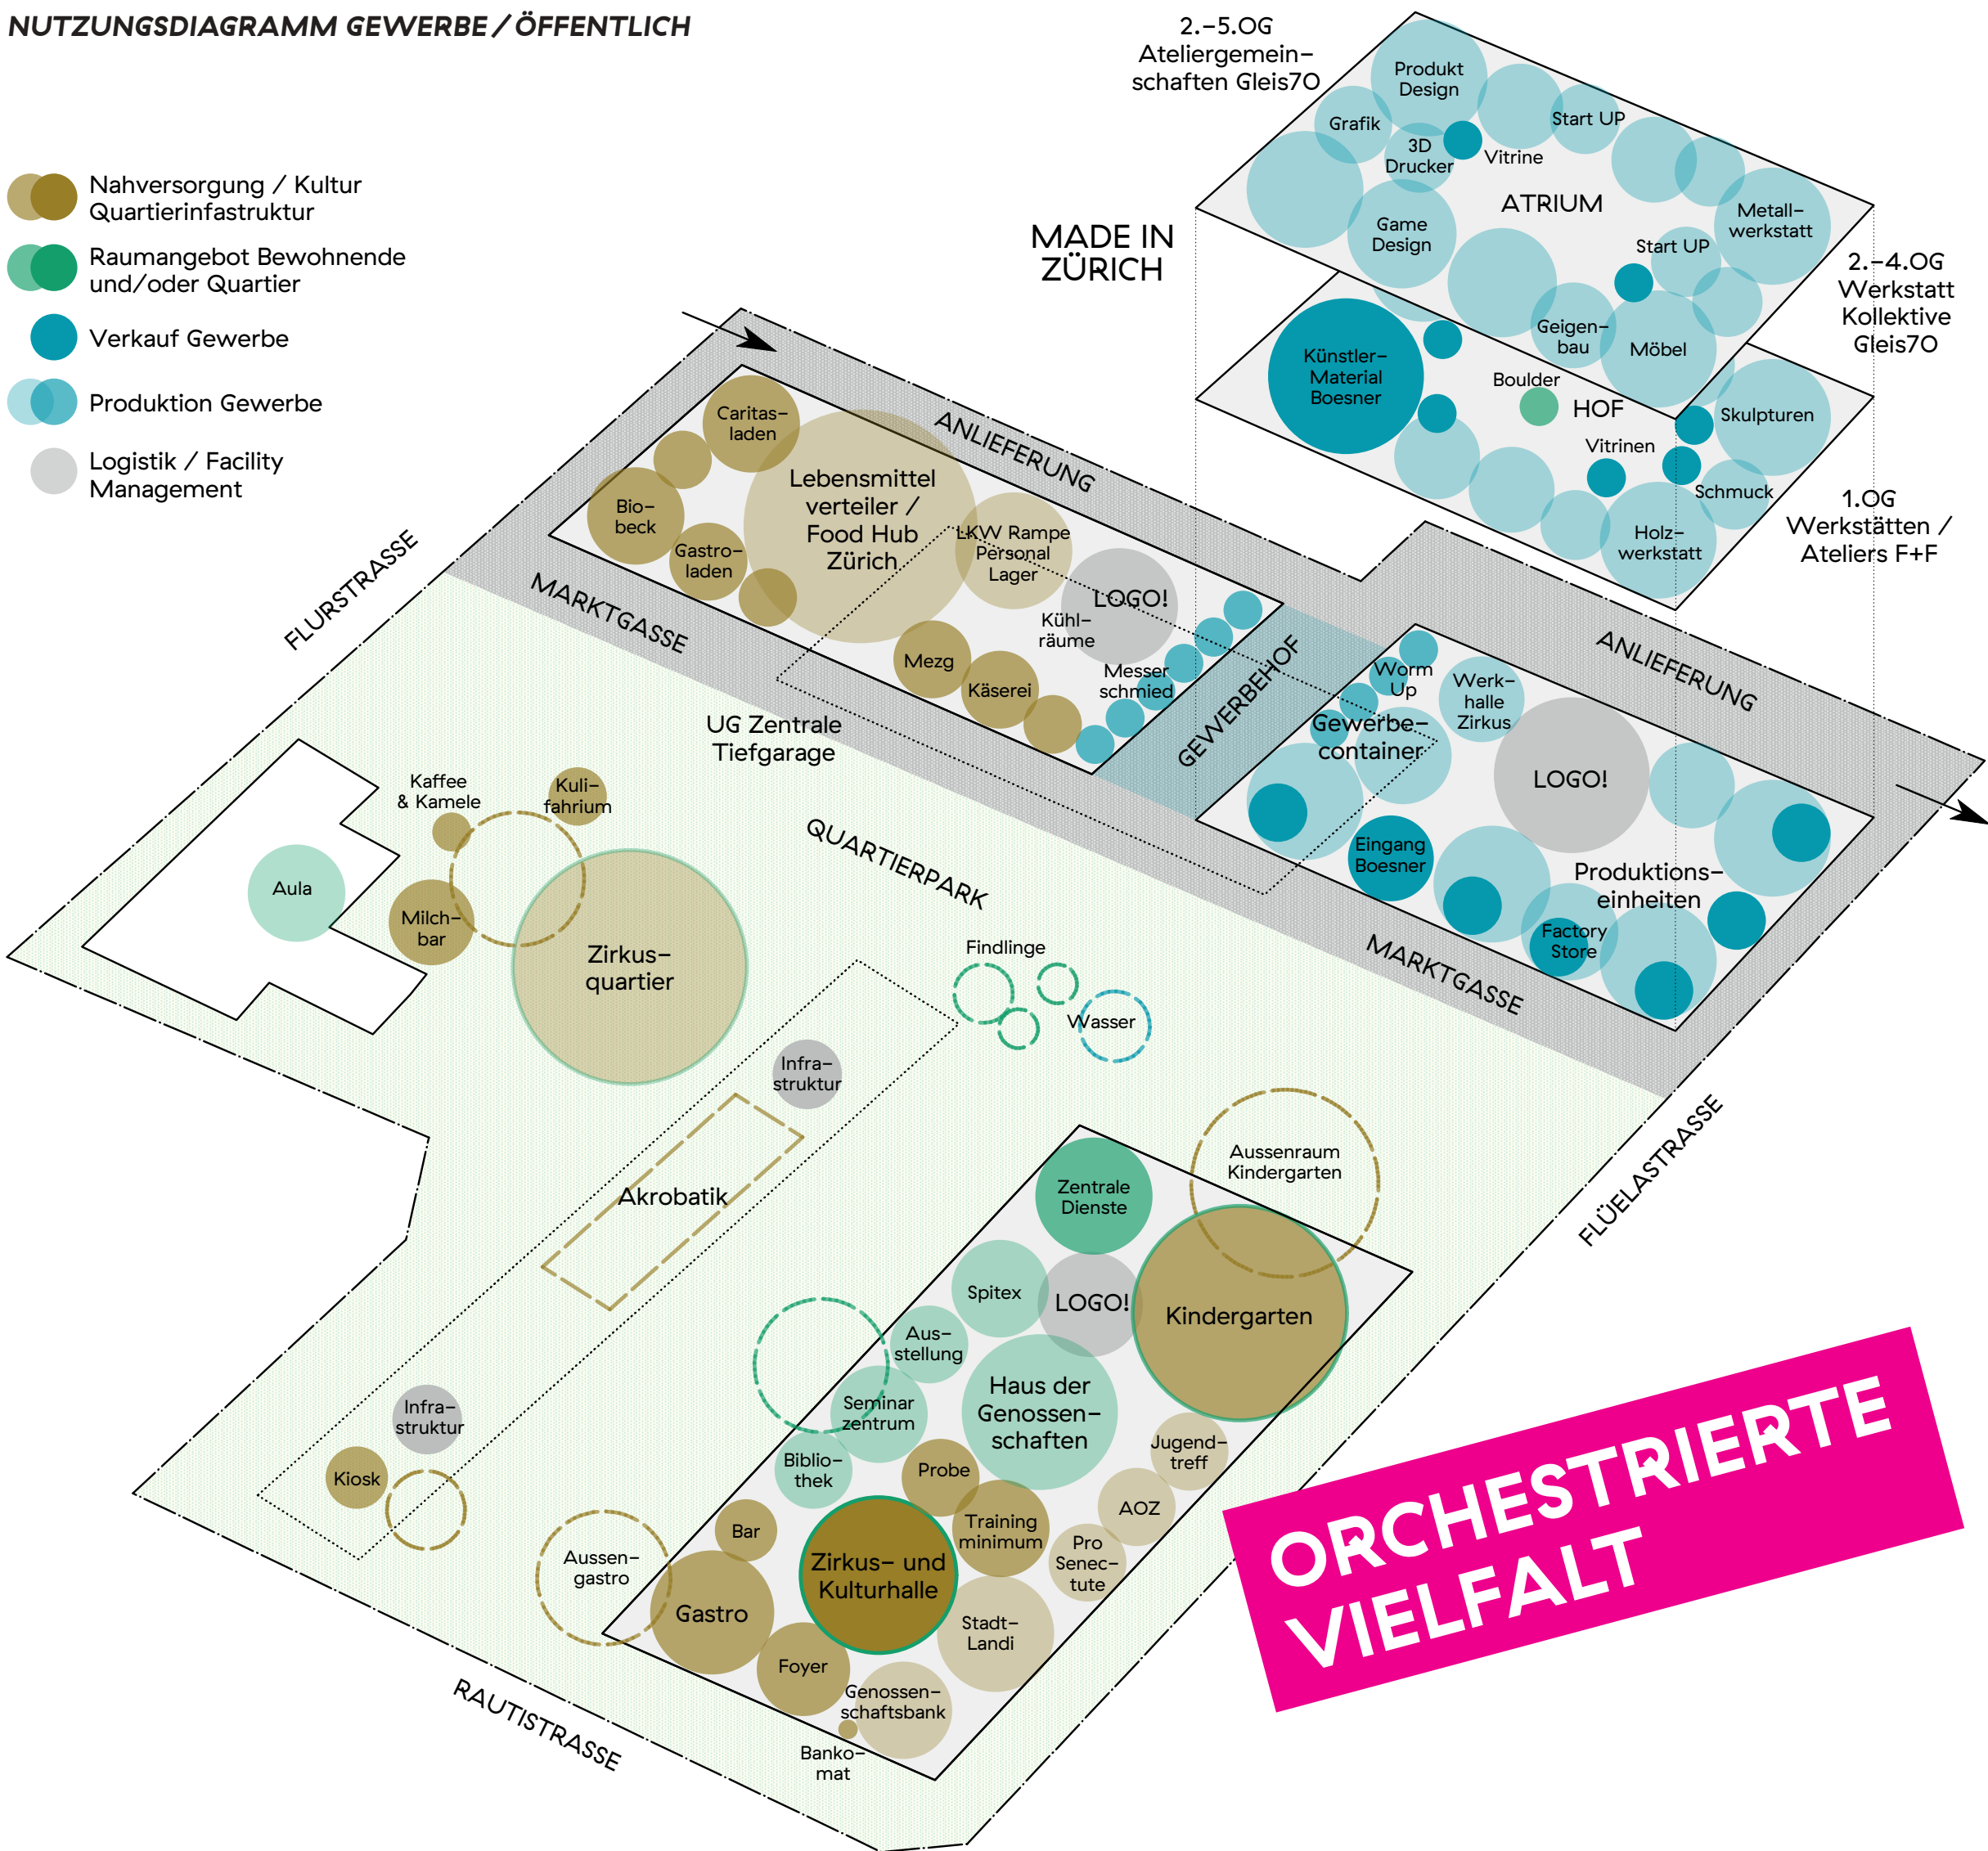 NUTZUNGSDIAGRAMM GEWERBE / ÖFFENTLICH
Nahversorgung / Kultur
Quartierinfastruktur
Raumangebot Bewohnende
und/oder Quartier
Verkauf Gewerbe
Produktion Gewerbe
Logistik / Facility
Management
2.–5.OG
Ateliergemein–
schaften Gleis70
MADE IN
ZÜRICH
Produkt
Design
Grafik
3D
Drucker
Vitrine
Start UP
ATRIUM
Metall–
werkstatt
Game
Design
Start UP
Geigen–
bau
Möbel
2.–4.OG
Werkstatt
Kollektive
Gleis70
Künstler–
Material
Boesner
Boulder
HOF
Vitrinen
Skulpturen
Schmuck
Holz–
werkstatt
1.OG
Werkstätten /
Ateliers F+F
FLURSTRASSE
ANLIEFERUNG
Caritas–
laden
Bio–
beck
Gastro–
laden
Lebensmittel
verteiler /
Food Hub
Zürich
LKW Rampe
Personal
Lager
LOGO!
Kühl–
räume
Messer
schmied
Mezg
Käserei
MARKTGASSE
UG Zentrale
Tiefgarage
GEWERBEHOF
ANLIEFERUNG
Worm
Up
Werk–
halle
Zirkus
Gewerbe–
container
LOGO!
Eingang
Boesner
Produktions–
einheiten
Factory
Store
MARKTGASSE
Kaffee
& Kamele
Kuli–
fahrium
Aula
Milch–
bar
Zirkus–
quartier
QUARTIERPARK
Findlinge
Wasser
Infra–
struktur
Akrobatik
Infra–
struktur
Kiosk
Aussenraum
Kindergarten
FLÜELASTRASSE
Zentrale
Dienste
Spitex
LOGO!
Kindergarten
Aus–
stellung
Haus der
Genossen–
schaften
Seminar
zentrum
Biblio–
thek
Probe
Jugend–
treff
AOZ
Training
minimum
Pro
Senec–
tute
Bar
Zirkus– und
Kulturhalle
Aussen–
gastro
Gastro
Stadt–
Landi
Foyer
Genossen–
schaftsbank
Banko–
mat
RAUTISTRASSE
ORCHESTRIERTE
VIELFALT